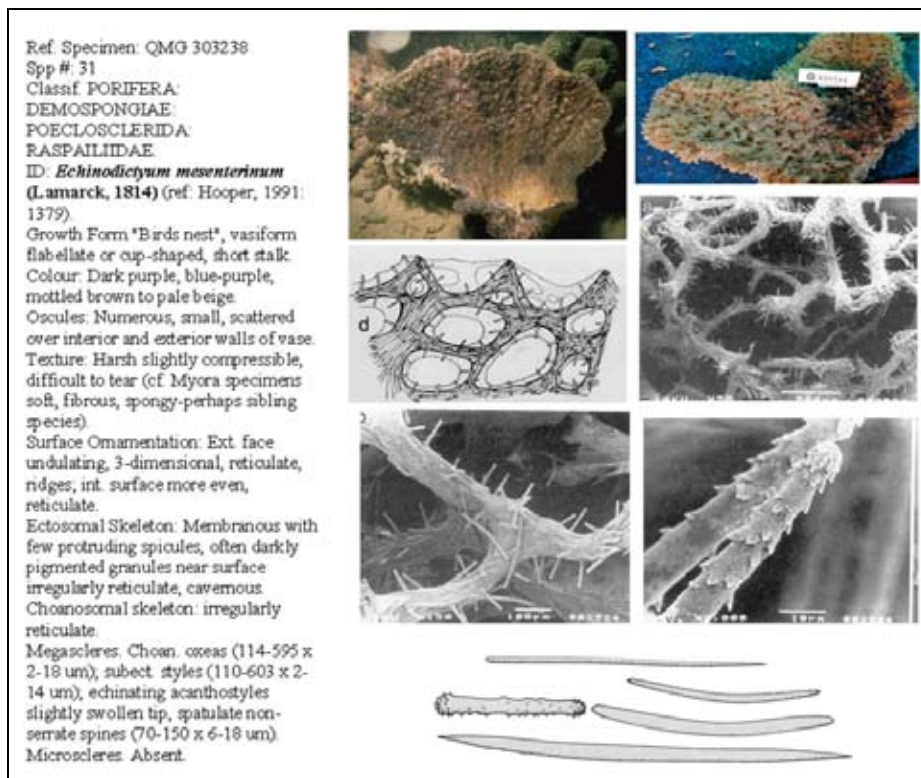 Ref. Specimen: QMG 303238
Spp #: 31
Classif. PORIFERA:
DEMOSPONGIAE:
POECLOSCLERIDA:
RASPAILIIDAE.
ID: Echinodictyum mesenterinum
(Lamarck, 1814) (ref: Hooper, 1991:
1379).
Growth Form "Birds nest", vasiform
flabellate or cup-shaped, short stalk.
Colour: Dark purple, blue-purple,
mottled brown to pale beige.
Oscules: Numerous, small, scattered
over interior and exterior walls of vase.
Texture: Harsh slightly compressible,
difficult to tear (cf. Myora specimens
soft, fibrous, spongy-perhaps sibling
species).
Surface Ornamentation: Ext. face
undulating, 3-dimensional, reticulate,
ridges; int. surface more even,
reticulate.
Ectosomal Skeleton: Membranous with
few protruding spicules, often darkly
pigmented granules near surface
irregularly reticulate, cavernous.
Choanosomal skeleton: irregularly
reticulate.
Megascleres. Choan. oxeas (114-595 x
2-18 um); subect. styles (110-603 x 2-
14 um); echinating acanthostyles
slightly swollen tip, spatulate non-
serrate spines (70-150 x 6-18 um).
Microscleres. Absent.
d